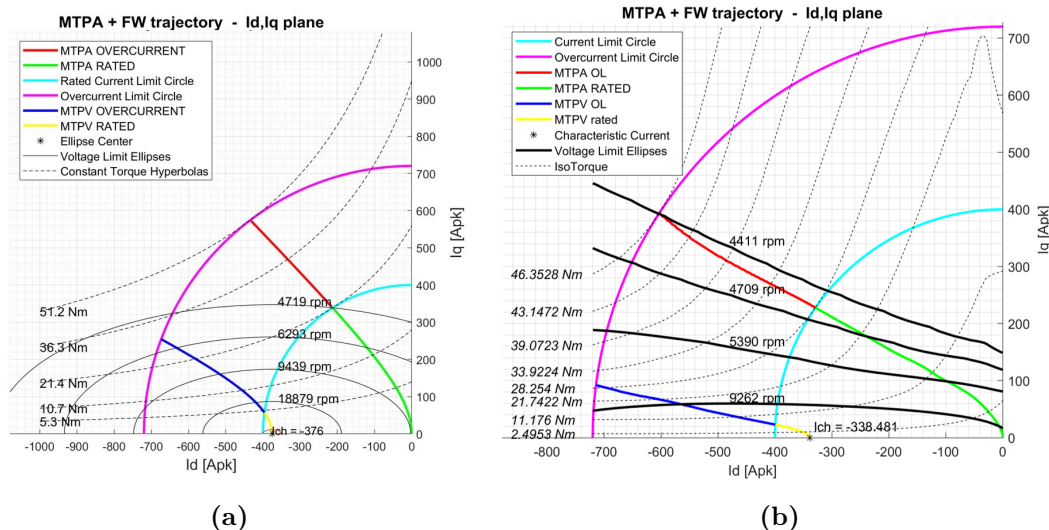 MTPA + FW trajectory - Id,Iq plane
MTPA OVERCURRENT
MTPA RATED
Rated Current Limit Circle
Overcurrent Limit Circle
MTPV OVERCURRENT
MTPV RATED
Ellipse Center
Voltage Limit Ellipses
Constant Torque Hyperbolas
1000
900
800
700
600
500
400
300
200
100
0
Iq [Apk]
51.2 Nm
36.3 Nm
21.4 Nm
10.7 Nm
5.3 Nm
4719 rpm
6293 rpm
9439 rpm
18879 rpm
Ich = -376
-1000 -900 -800 -700 -600 -500 -400 -300 -200 -100 0
Id [Apk]
(a)
MTPA + FW trajectory - Id,Iq plane
Current Limit Circle
Overcurrent Limit Circle
MTPA OL
MTPA RATED
MTPV OL
MTPV rated
Characteristic Current
Voltage Limit Ellipses
IsoTorque
700
600
500
400
300
200
100
0
Iq [Apk]
46.3528 Nm
43.1472 Nm
39.0723 Nm
33.9224 Nm
28.254 Nm
21.7422 Nm
11.176 Nm
2.4953 Nm
4411 rpm
4709 rpm
5390 rpm
9262 rpm
Ich = -338.481
-800 -700 -600 -500 -400 -300 -200 -100 0
Id [Apk]
(b)